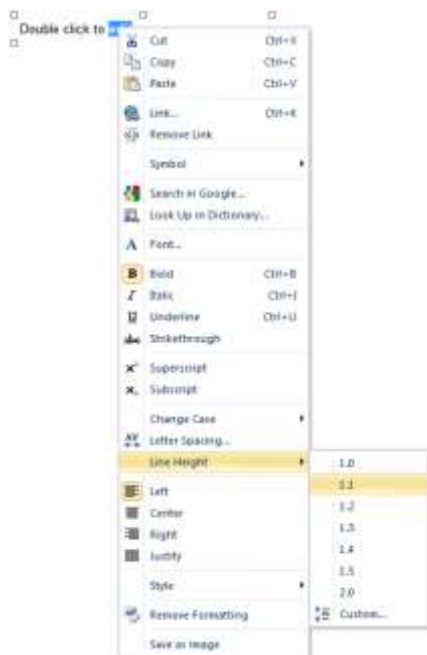 Double click to edit
Cut Ctrl+X
Copy Ctrl+C
Paste Ctrl+V
Link... Ctrl+K
Remove Link
Symbol
Search in Google...
Look Up in Dictionary...
Font...
Bold Ctrl+B
Italic Ctrl+I
Underline Ctrl+U
Strikethrough
Superscript
Subscript
Change Case
Letter Spacing...
Line Height
1.0
1.1
1.2
1.3
1.4
1.5
2.0
Custom...
Left
Center
Right
Justify
Style
Remove Formatting
Save as Image